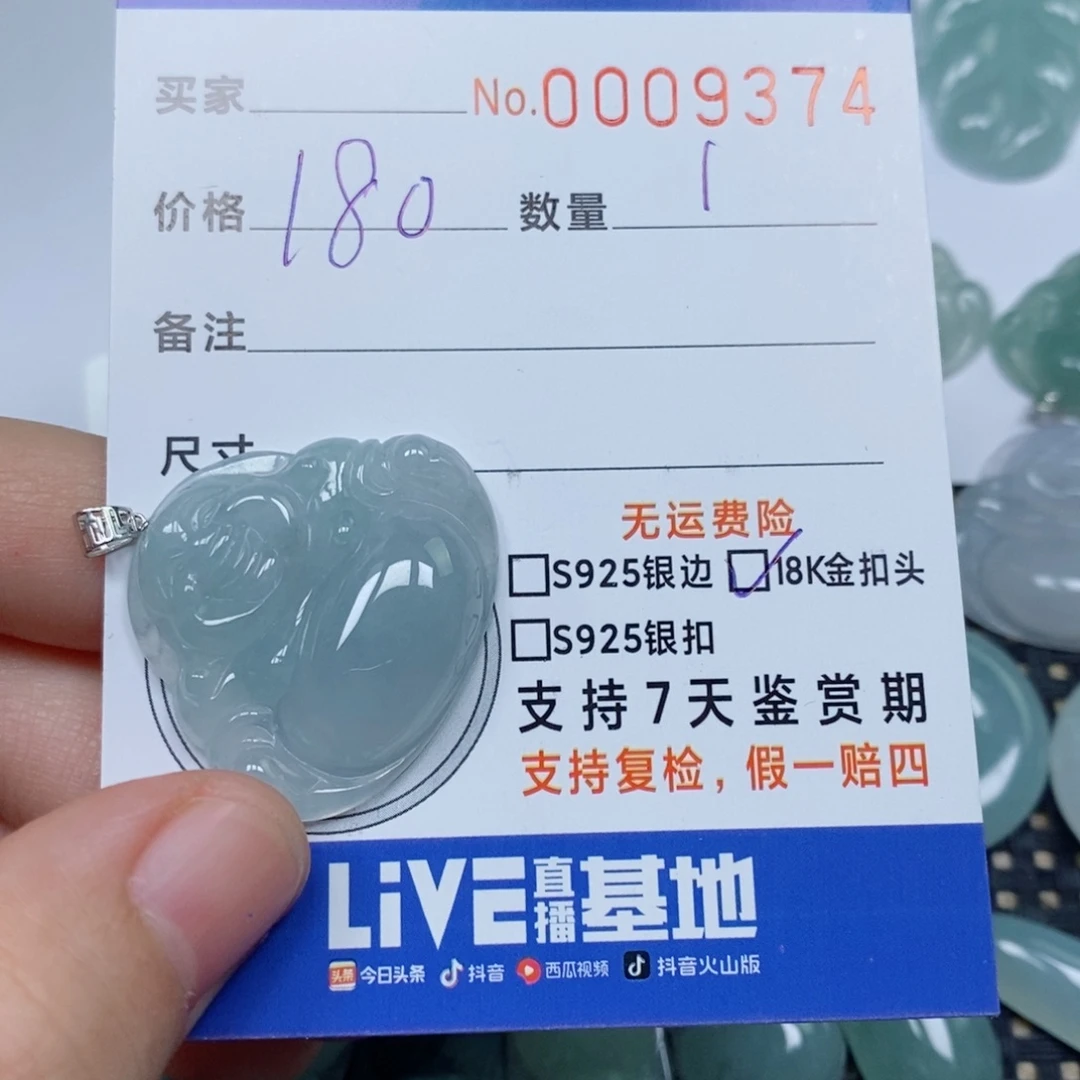 买家 No.0009374
价格 180 数量 1
备注
尺寸
无运费险
S925银边 18K金扣头
S925银扣
支持7天鉴赏期
支持复检，假一赔四
LiVE直播基地
头条 今日头条 抖音 西瓜视频 抖音火山版